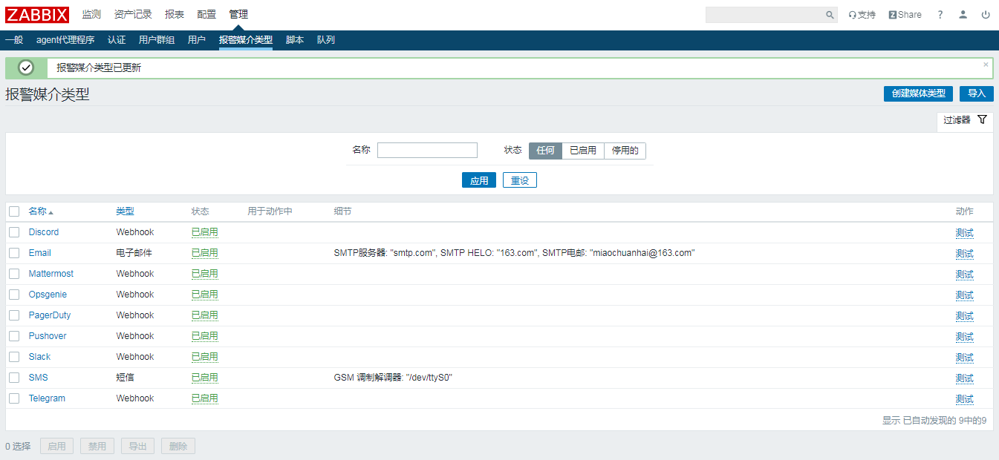 ZABBIX 监测 资产记录 报表 配置 管理 支持 Z Share ?
一般 agent代理程序 认证 用户群组 用户 报警媒介类型 脚本 队列
报警媒介类型已更新 ×
报警媒介类型 创建媒体类型 导入
过滤器
名称 状态 任何 已启用 停用的
应用 重设
名称 类型 状态 用于动作中 细节 动作
Discord Webhook 已启用 测试
Email 电子邮件 已启用 SMTP服务器: "smtp.com", SMTP HELO: "163.com", SMTP电邮: "miaochuanhai@163.com" 测试
Mattermost Webhook 已启用 测试
Opsgenie Webhook 已启用 测试
PagerDuty Webhook 已启用 测试
Pushover Webhook 已启用 测试
Slack Webhook 已启用 测试
SMS 短信 已启用 GSM 调制解调器: "/dev/ttyS0" 测试
Telegram Webhook 已启用 测试
显示 已自动发现的 9中的9
0 选择 启用 禁用 导出 删除